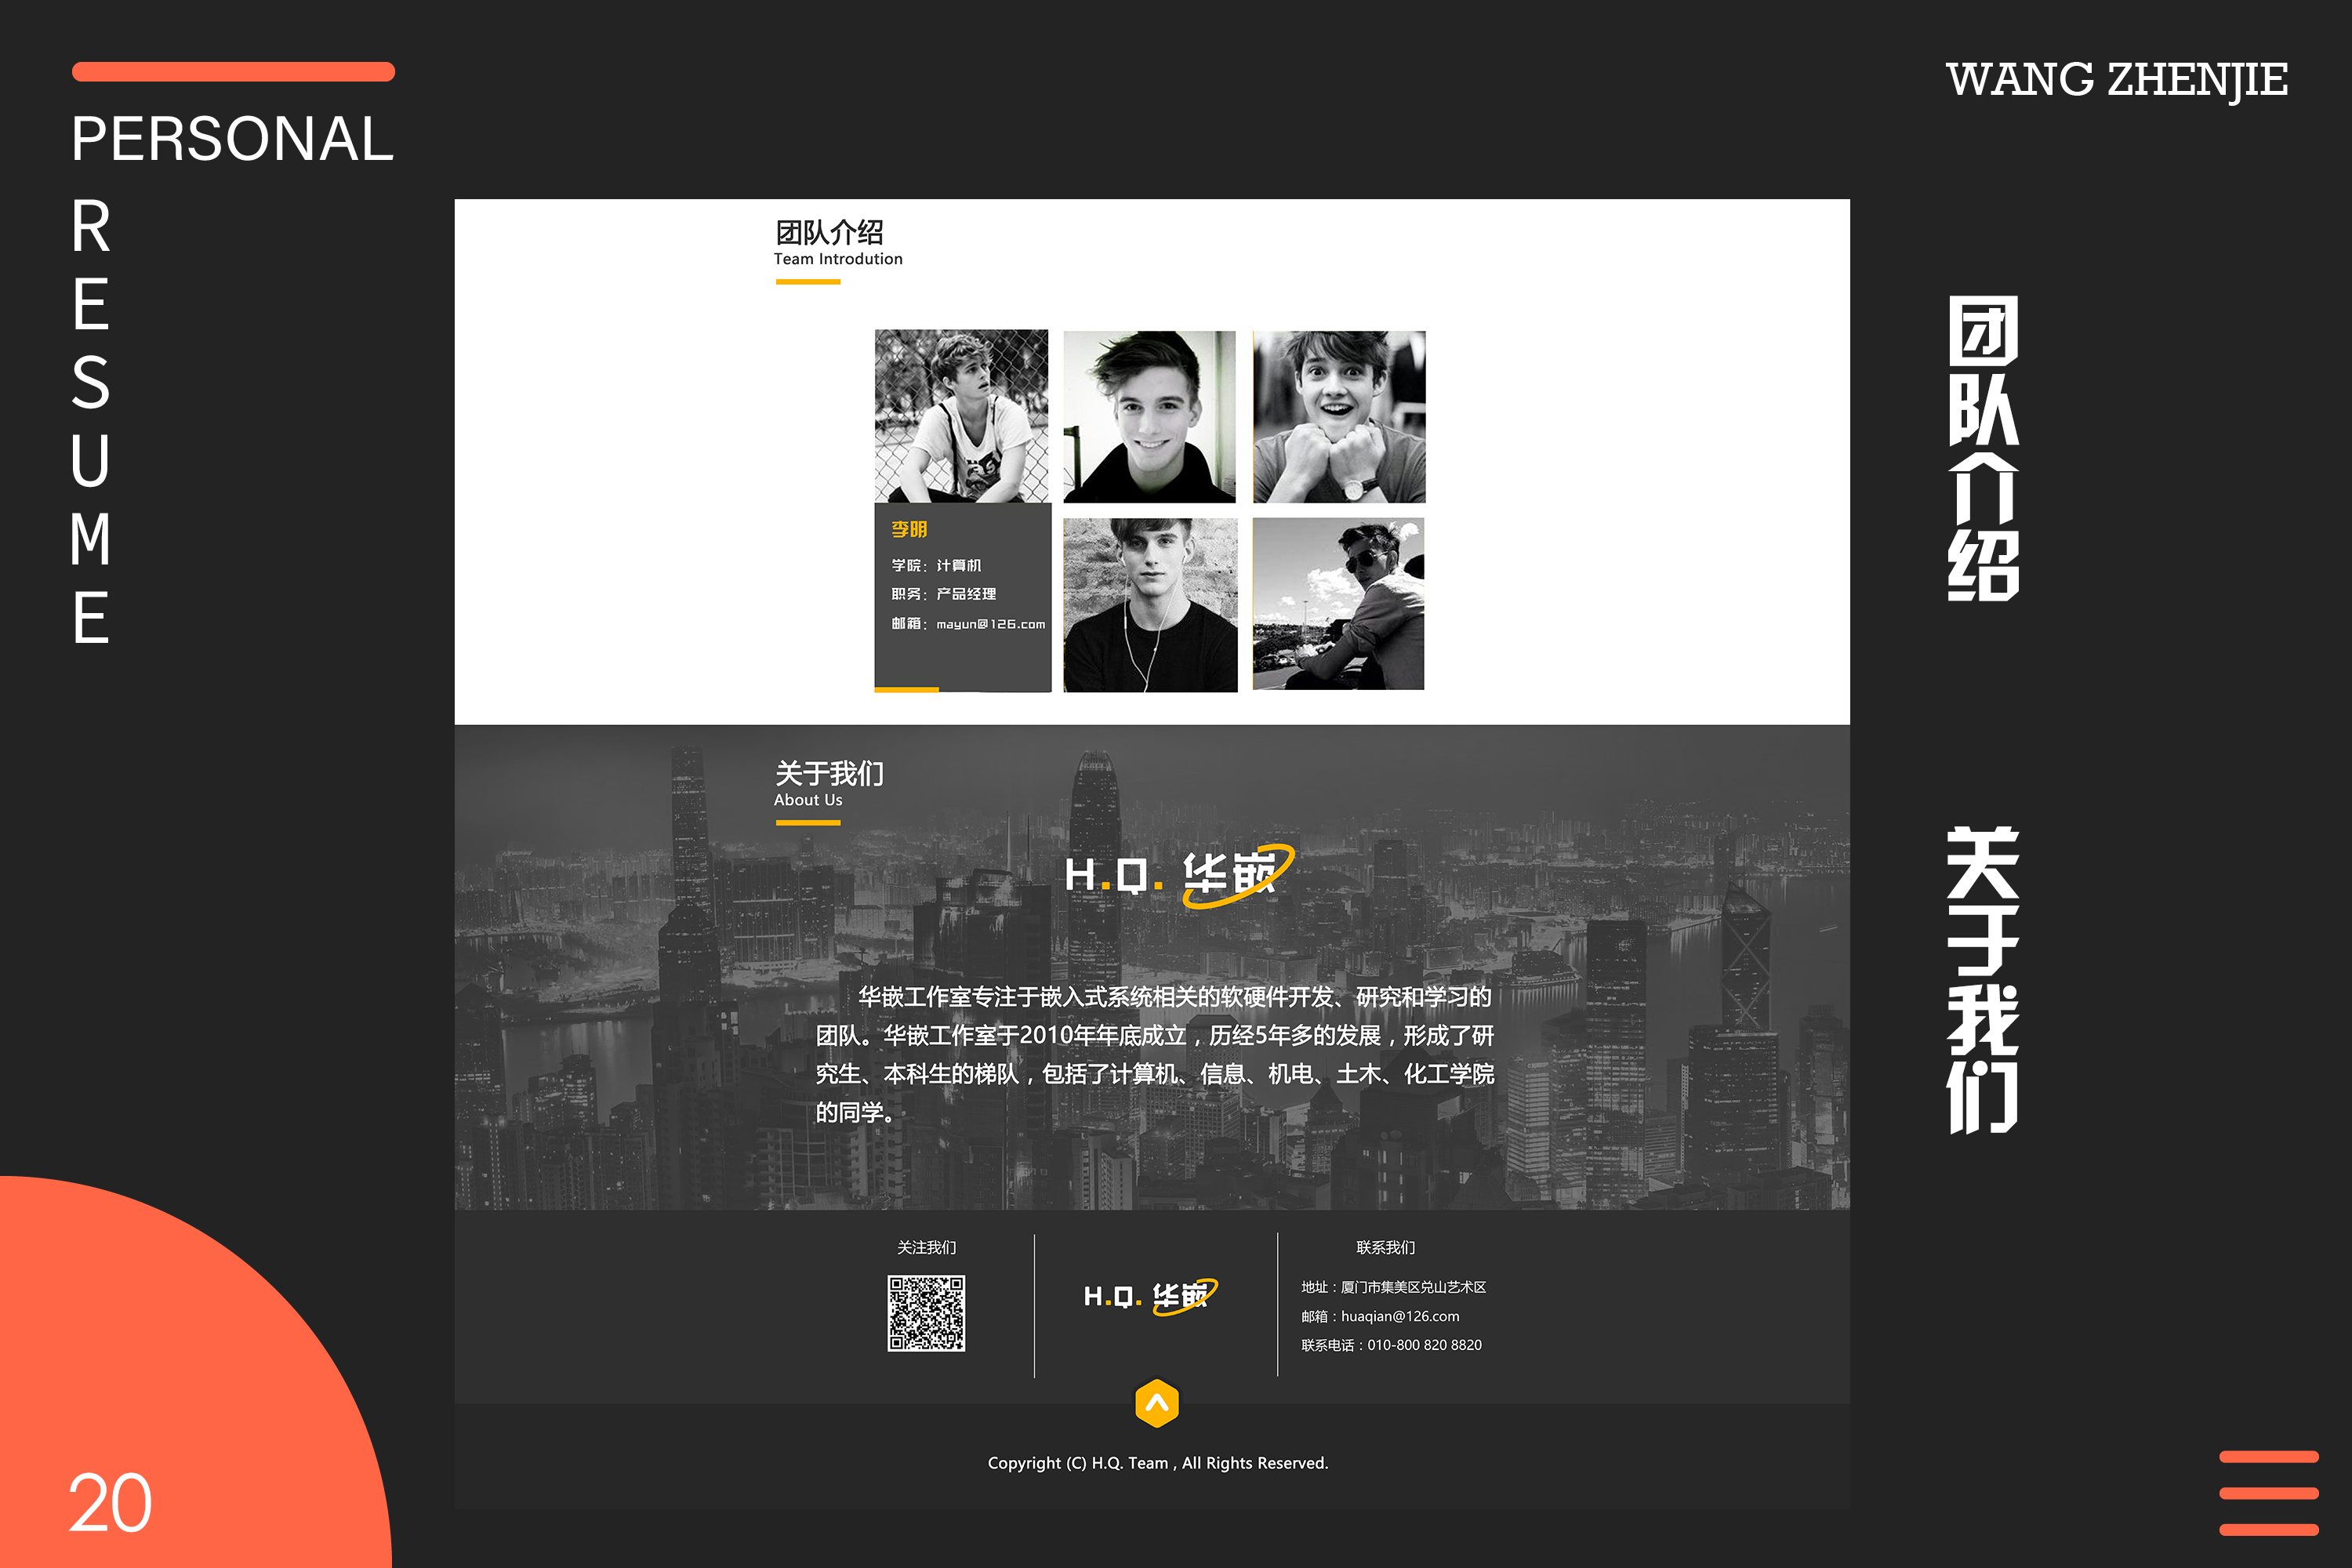 PERSONAL
RESUME
WANG ZHENJIE
团队介绍
Team Introdution
李明
学院：计算机
职务：产品经理
邮箱：mayun@126.com
团队介绍
关于我们
About Us
H.Q. 华嵌
华嵌工作室专注于嵌入式系统相关的软硬件开发、研究和学习的
团队。华嵌工作室于2010年年底成立，历经5年多的发展，形成了研
究生、本科生的梯队，包括了计算机、信息、机电、土木、化工学院
的同学。
关于我们
关注我们
H.Q. 华嵌
联系我们
地址：厦门市集美区兑山艺术区
邮箱：huaqian@126.com
联系电话：010-800 820 8820
Copyright (C) H.Q. Team , All Rights Reserved.
20